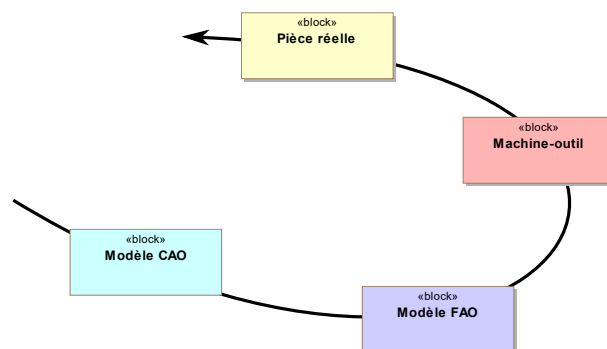 «block»
Pièce réelle
«block»
Machine-outil
«block»
Modèle CAO
«block»
Modèle FAO